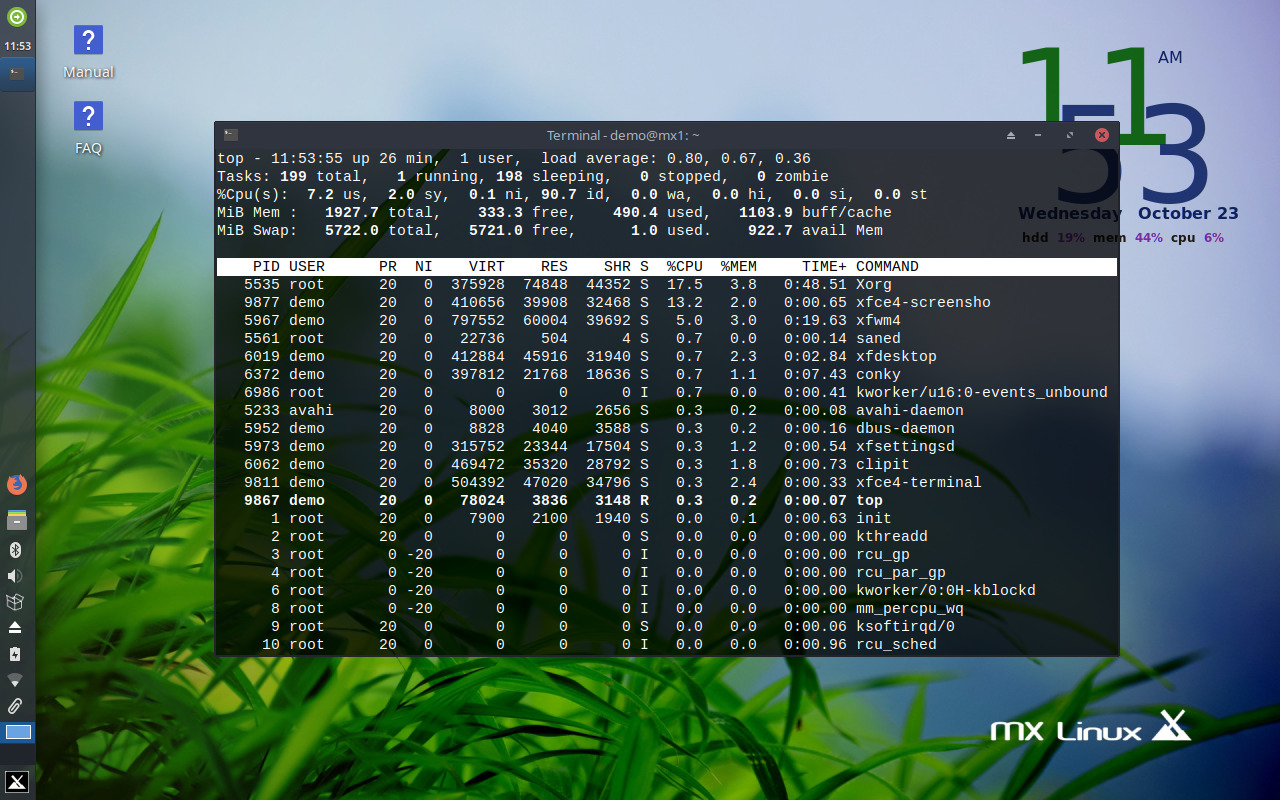 11:53
? Manual
? FAQ
11 AM
53
Wednesday October 23
hdd 19% mem 44% cpu 6%
Terminal - demo@mx1: ~
top - 11:53:55 up 26 min,  1 user,  load average: 0.80, 0.67, 0.36
Tasks: 199 total,   1 running, 198 sleeping,   0 stopped,   0 zombie
%Cpu(s):  7.2 us,  2.0 sy,  0.1 ni, 90.7 id,  0.0 wa,  0.0 hi,  0.0 si,  0.0 st
MiB Mem :   1927.7 total,    333.3 free,    490.4 used,   1103.9 buff/cache
MiB Swap:   5722.0 total,   5721.0 free,      1.0 used.    922.7 avail Mem
PID USER      PR  NI    VIRT    RES    SHR S  %CPU  %MEM     TIME+ COMMAND
5535 root      20   0  375928  74848  44352 S  17.5   3.8   0:48.51 Xorg
9877 demo      20   0  410656  39908  32468 S  13.2   2.0   0:00.65 xfce4-screensho
5967 demo      20   0  797552  60004  39692 S   5.0   3.0   0:19.63 xfwm4
5561 root      20   0   22736    504      4 S   0.7   0.0   0:00.14 saned
6019 demo      20   0  412884  45916  31940 S   0.7   2.3   0:02.84 xfdesktop
6372 demo      20   0  397812  21768  18636 S   0.7   1.1   0:07.43 conky
6986 root      20   0       0      0      0 I   0.7   0.0   0:00.41 kworker/u16:0-events_unbound
5233 avahi     20   0    8000   3012   2656 S   0.3   0.2   0:00.08 avahi-daemon
5952 demo      20   0    8828   4040   3588 S   0.3   0.2   0:00.16 dbus-daemon
5973 demo      20   0  315752  23344  17504 S   0.3   1.2   0:00.54 xfsettingsd
6062 demo      20   0  469472  35320  28792 S   0.3   1.8   0:00.73 clipit
9811 demo      20   0  504392  47020  34796 S   0.3   2.4   0:00.33 xfce4-terminal
9867 demo      20   0   78024   3836   3148 R   0.3   0.2   0:00.07 top
1 root      20   0    7900   2100   1940 S   0.0   0.1   0:00.63 init
2 root      20   0       0      0      0 S   0.0   0.0   0:00.00 kthreadd
3 root       0 -20       0      0      0 I   0.0   0.0   0:00.00 rcu_gp
4 root       0 -20       0      0      0 I   0.0   0.0   0:00.00 rcu_par_gp
6 root       0 -20       0      0      0 I   0.0   0.0   0:00.00 kworker/0:0H-kblockd
8 root       0 -20       0      0      0 I   0.0   0.0   0:00.00 mm_percpu_wq
9 root      20   0       0      0      0 S   0.0   0.0   0:00.06 ksoftirqd/0
10 root      20   0       0      0      0 I   0.0   0.0   0:00.96 rcu_sched
mx Linux